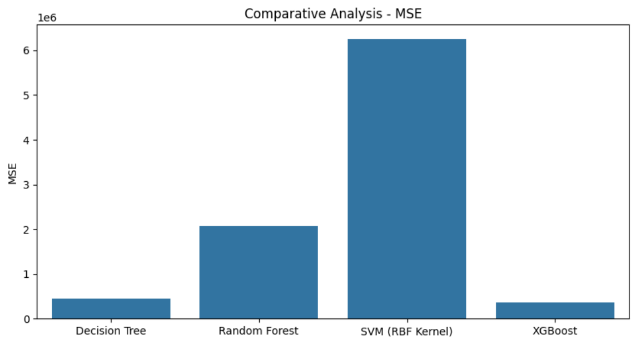 Comparative Analysis - MSE
1e6
6
5
4
3
2
1
0
MSE
Decision Tree Random Forest SVM (RBF Kernel) XGBoost